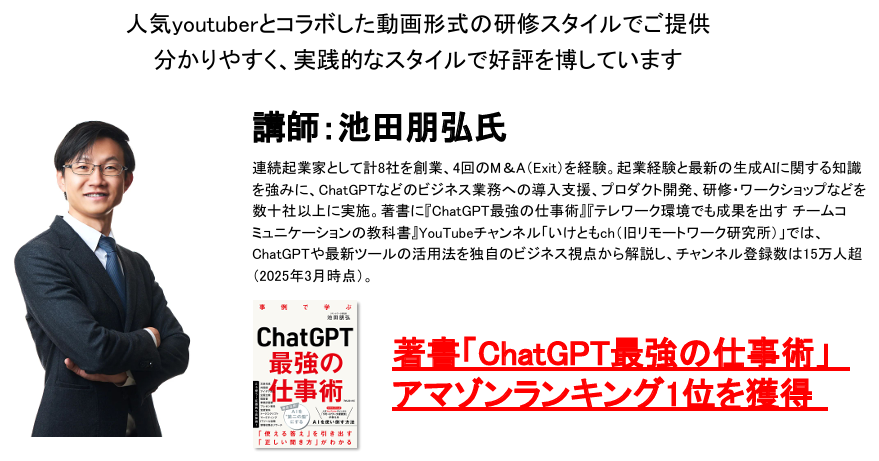 人気youtuberとコラボした動画形式の研修スタイルでご提供
分かりやすく、実践的なスタイルで好評を博しています
講師：池田朋弘氏
連続起業家として計8社を創業、4回のM＆A（Exit）を経験。起業経験と最新の生成AIに関する知識
を強みに、ChatGPTなどのビジネス業務への導入支援、プロダクト開発、研修・ワークショップなどを
数十社以上に実施。著書に『ChatGPT最強の仕事術』『テレワーク環境でも成果を出す チームコ
ミュニケーションの教科書』YouTubeチャンネル「いけともch（旧リモートワーク研究所）」では、
ChatGPTや最新ツールの活用法を独自のビジネス視点から解説し、チャンネル登録数は15万人超
（2025年3月時点）。
事例で学ぶ
池田朋弘
ChatGPT
最強の
仕事術
AIを
"第二の脳"
にする
AIを使い倒す方法
「使える答え」を引き出す
「正しい聞き方」がわかる
著書「ChatGPT最強の仕事術」
アマゾンランキング1位を獲得